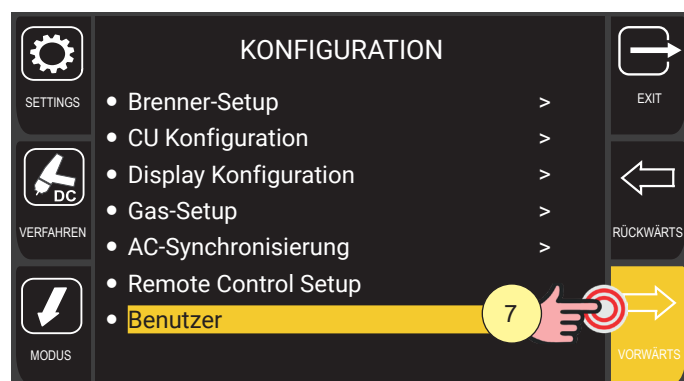 KONFIGURATION
SETTINGS
DC
VERFAHREN
MODUS
• Brenner-Setup >
• CU Konfiguration >
• Display Konfiguration >
• Gas-Setup >
• AC-Synchronisierung >
• Remote Control Setup
• Benutzer
7
EXIT
RÜCKWÄRTS
VORWÄRTS